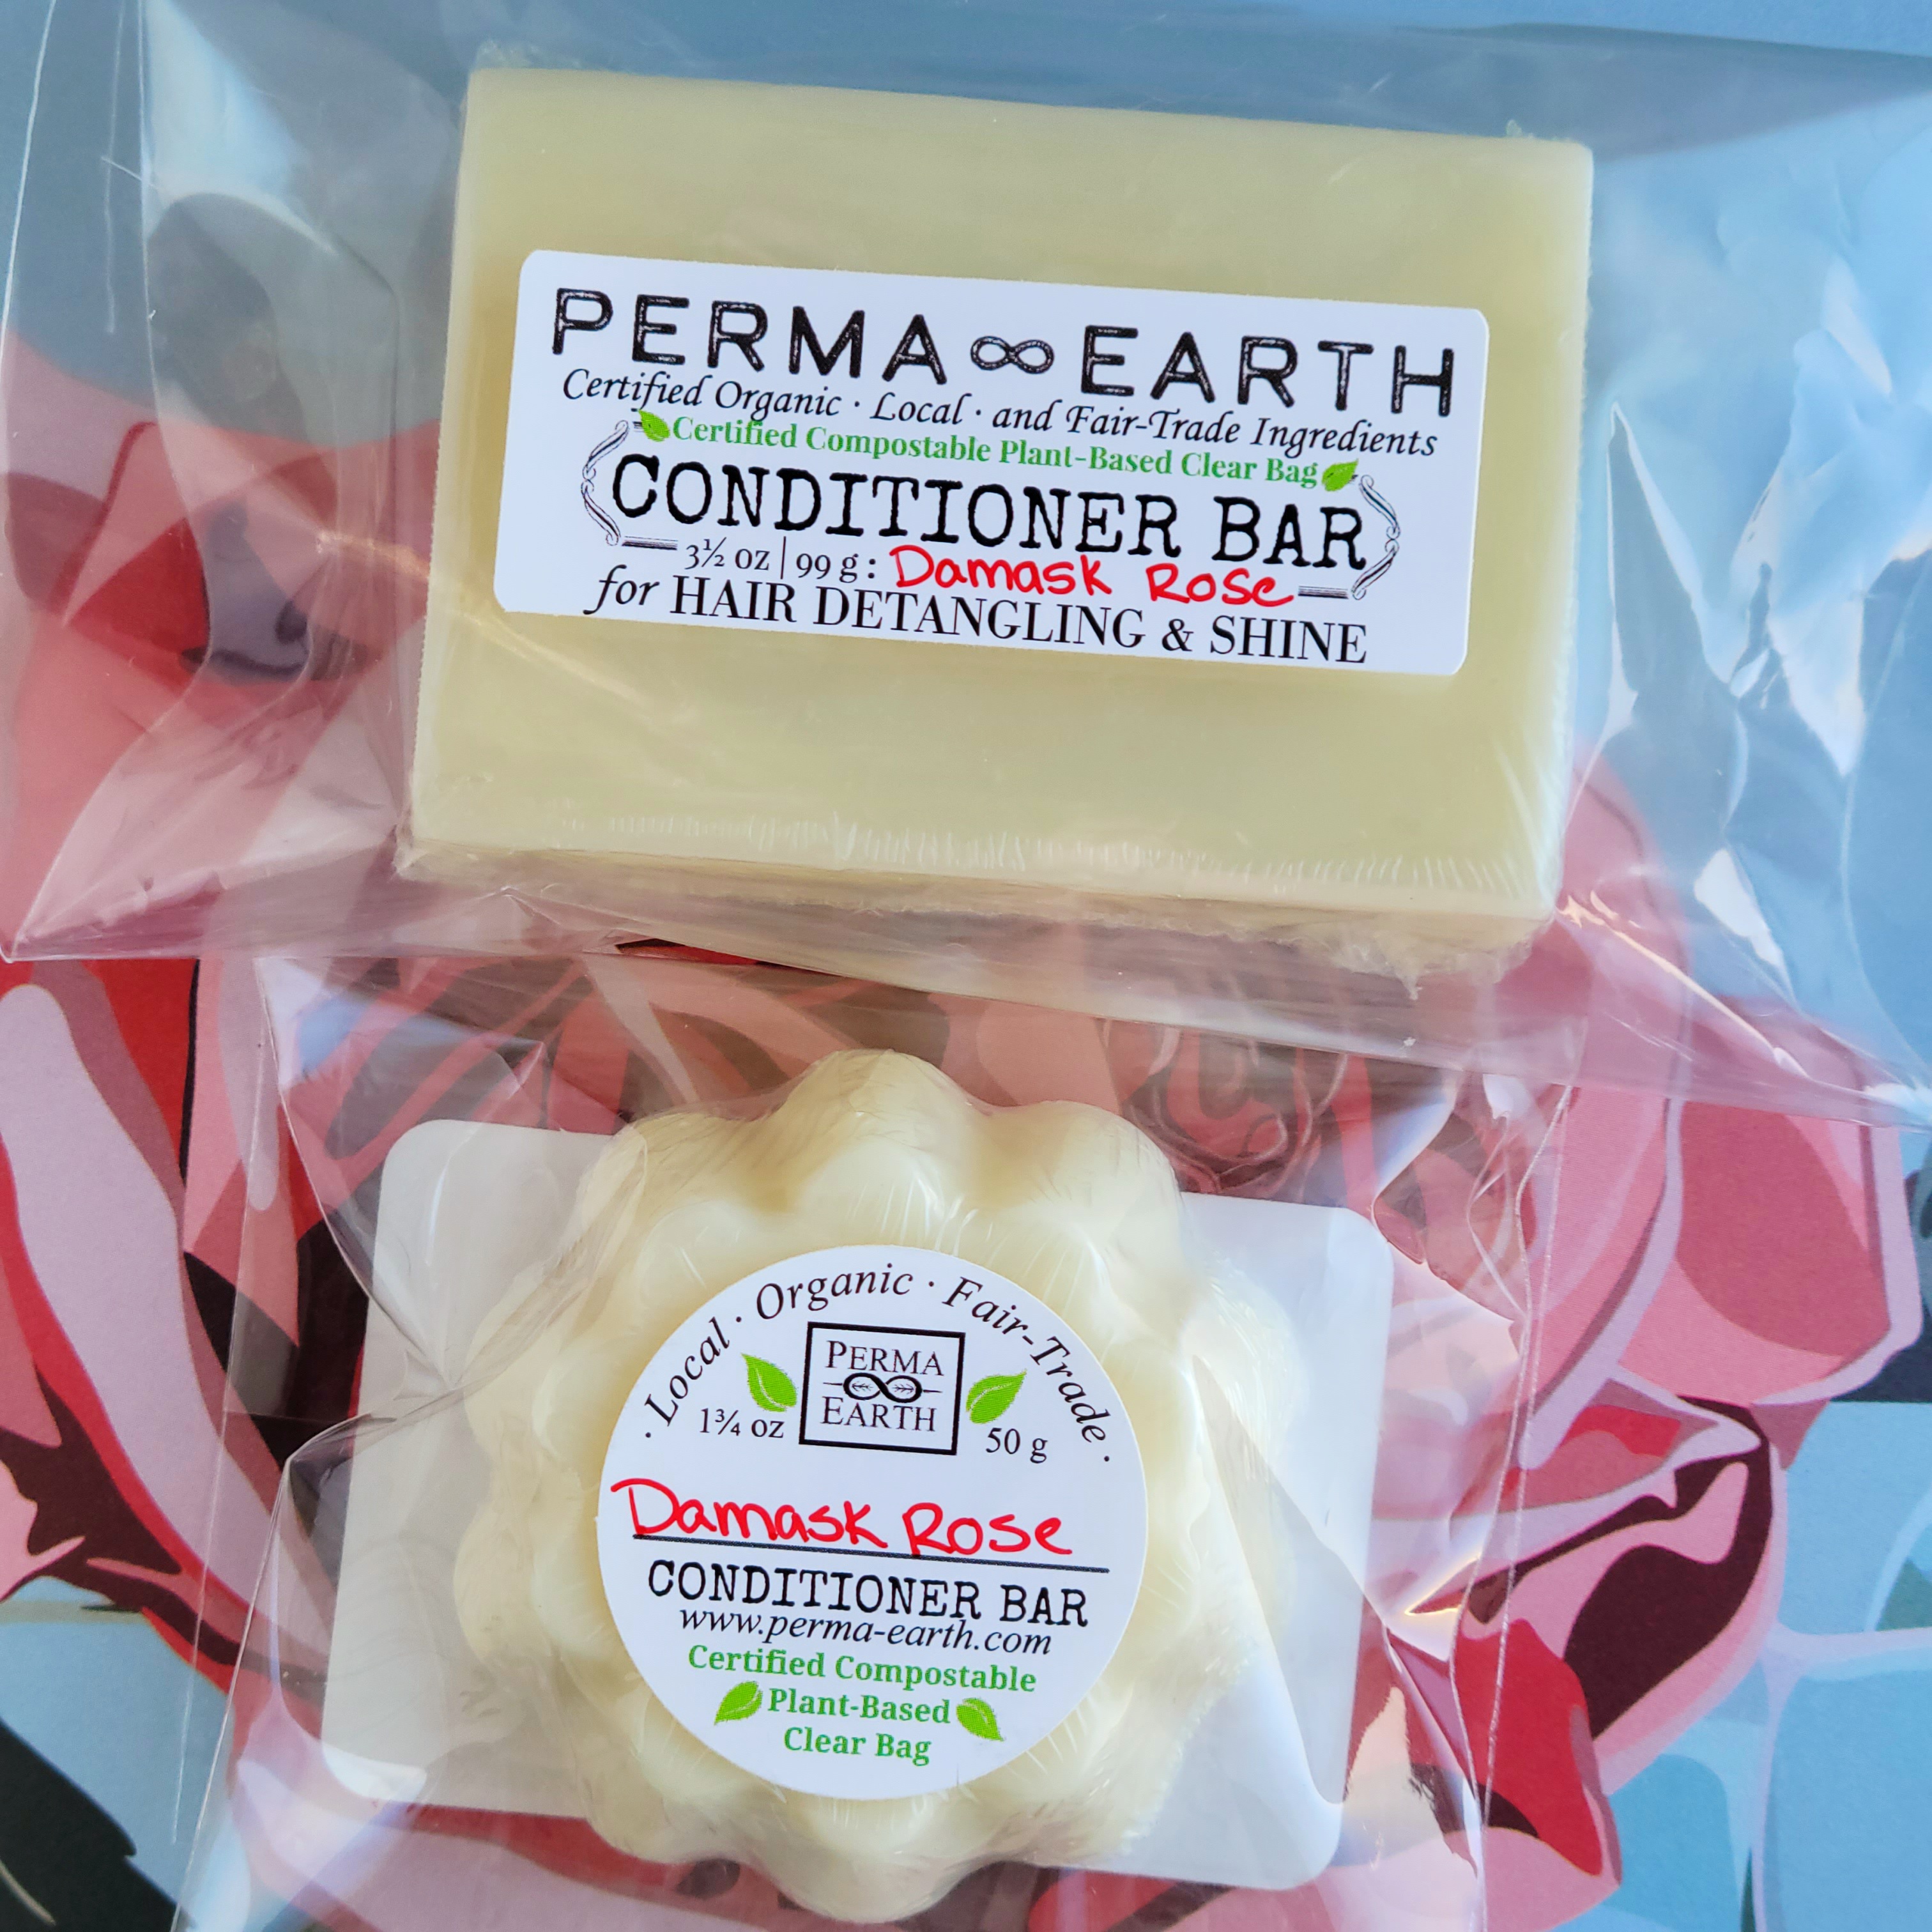 PERMA∞EARTH
Certified Organic · Local · and Fair-Trade Ingredients
Certified Compostable Plant-Based Clear Bag
CONDITIONER BAR
3½ oz | 99 g: Damask Rose
for HAIR DETANGLING & SHINE
· Local · Organic · Fair-Trade ·
PERMA
EARTH
1¾ oz 50 g
Damask Rose
CONDITIONER BAR
www.perma-earth.com
Certified Compostable
Plant-Based
Clear Bag